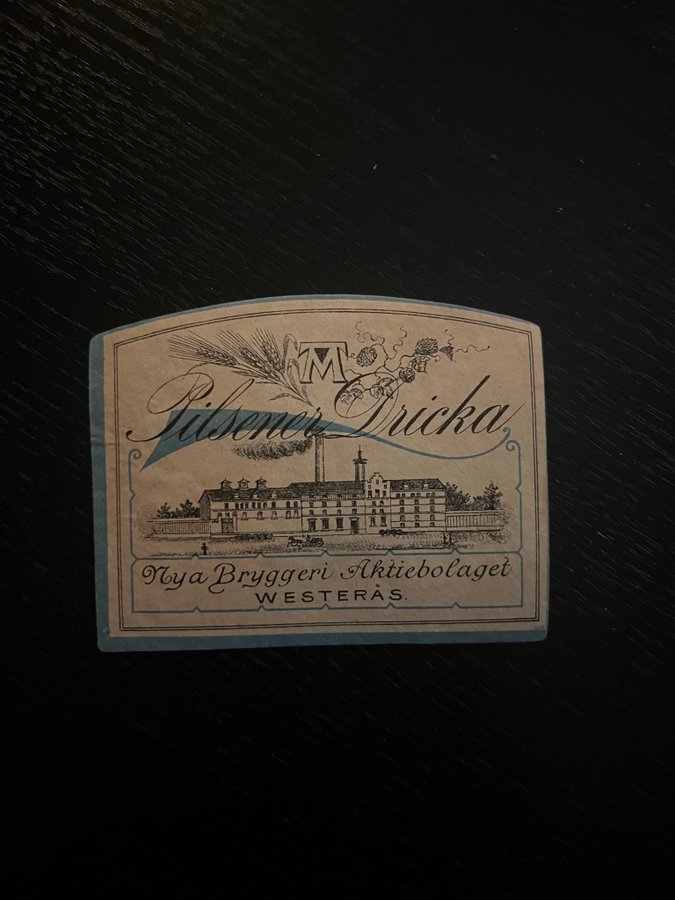 M
Pilsener Dricka
Nya Bryggeri Aktiebolaget
WESTERÅS.